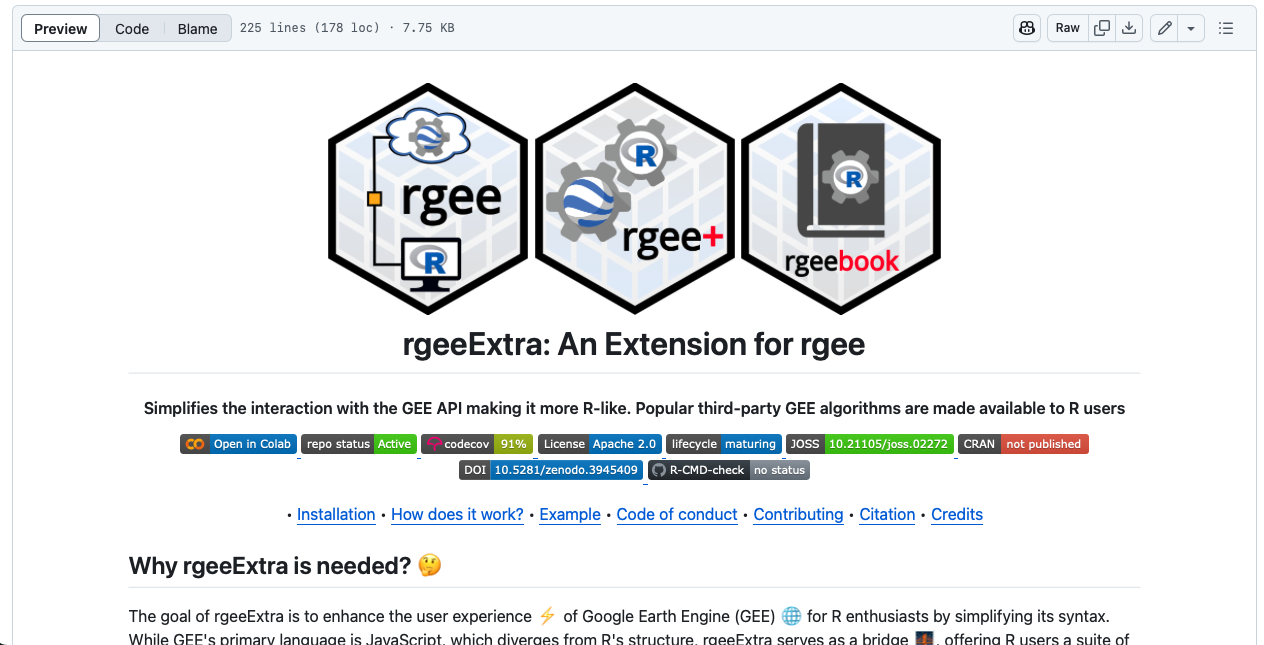 Preview Code Blame 225 lines (178 loc) · 7.75 KB Raw
rgee
rgee+
rgeebook
rgeeExtra: An Extension for rgee
Simplifies the interaction with the GEE API making it more R-like. Popular third-party GEE algorithms are made available to R users
Open in Colab repo status Active codecov 91% License Apache 2.0 lifecycle maturing JOSS 10.21105/joss.02272 CRAN not published
DOI 10.5281/zenodo.3945409 R-CMD-check no status
• Installation • How does it work? • Example • Code of conduct • Contributing • Citation • Credits
Why rgeeExtra is needed? 🤔
The goal of rgeeExtra is to enhance the user experience ⚡ of Google Earth Engine (GEE) 🌐 for R enthusiasts by simplifying its syntax.
While GEE's primary language is JavaScript, which diverges from R's structure, rgeeExtra serves as a bridge 🌉, offering R users a suite of